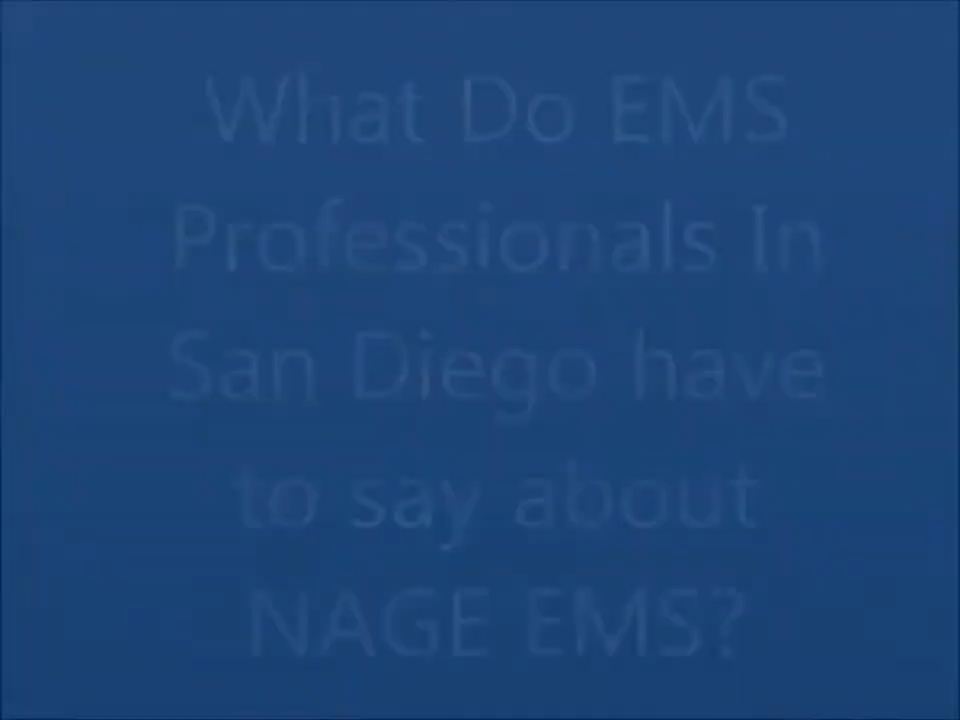 What Do EMS
Professionals In
San Diego have
to say about
NAGE EMS?